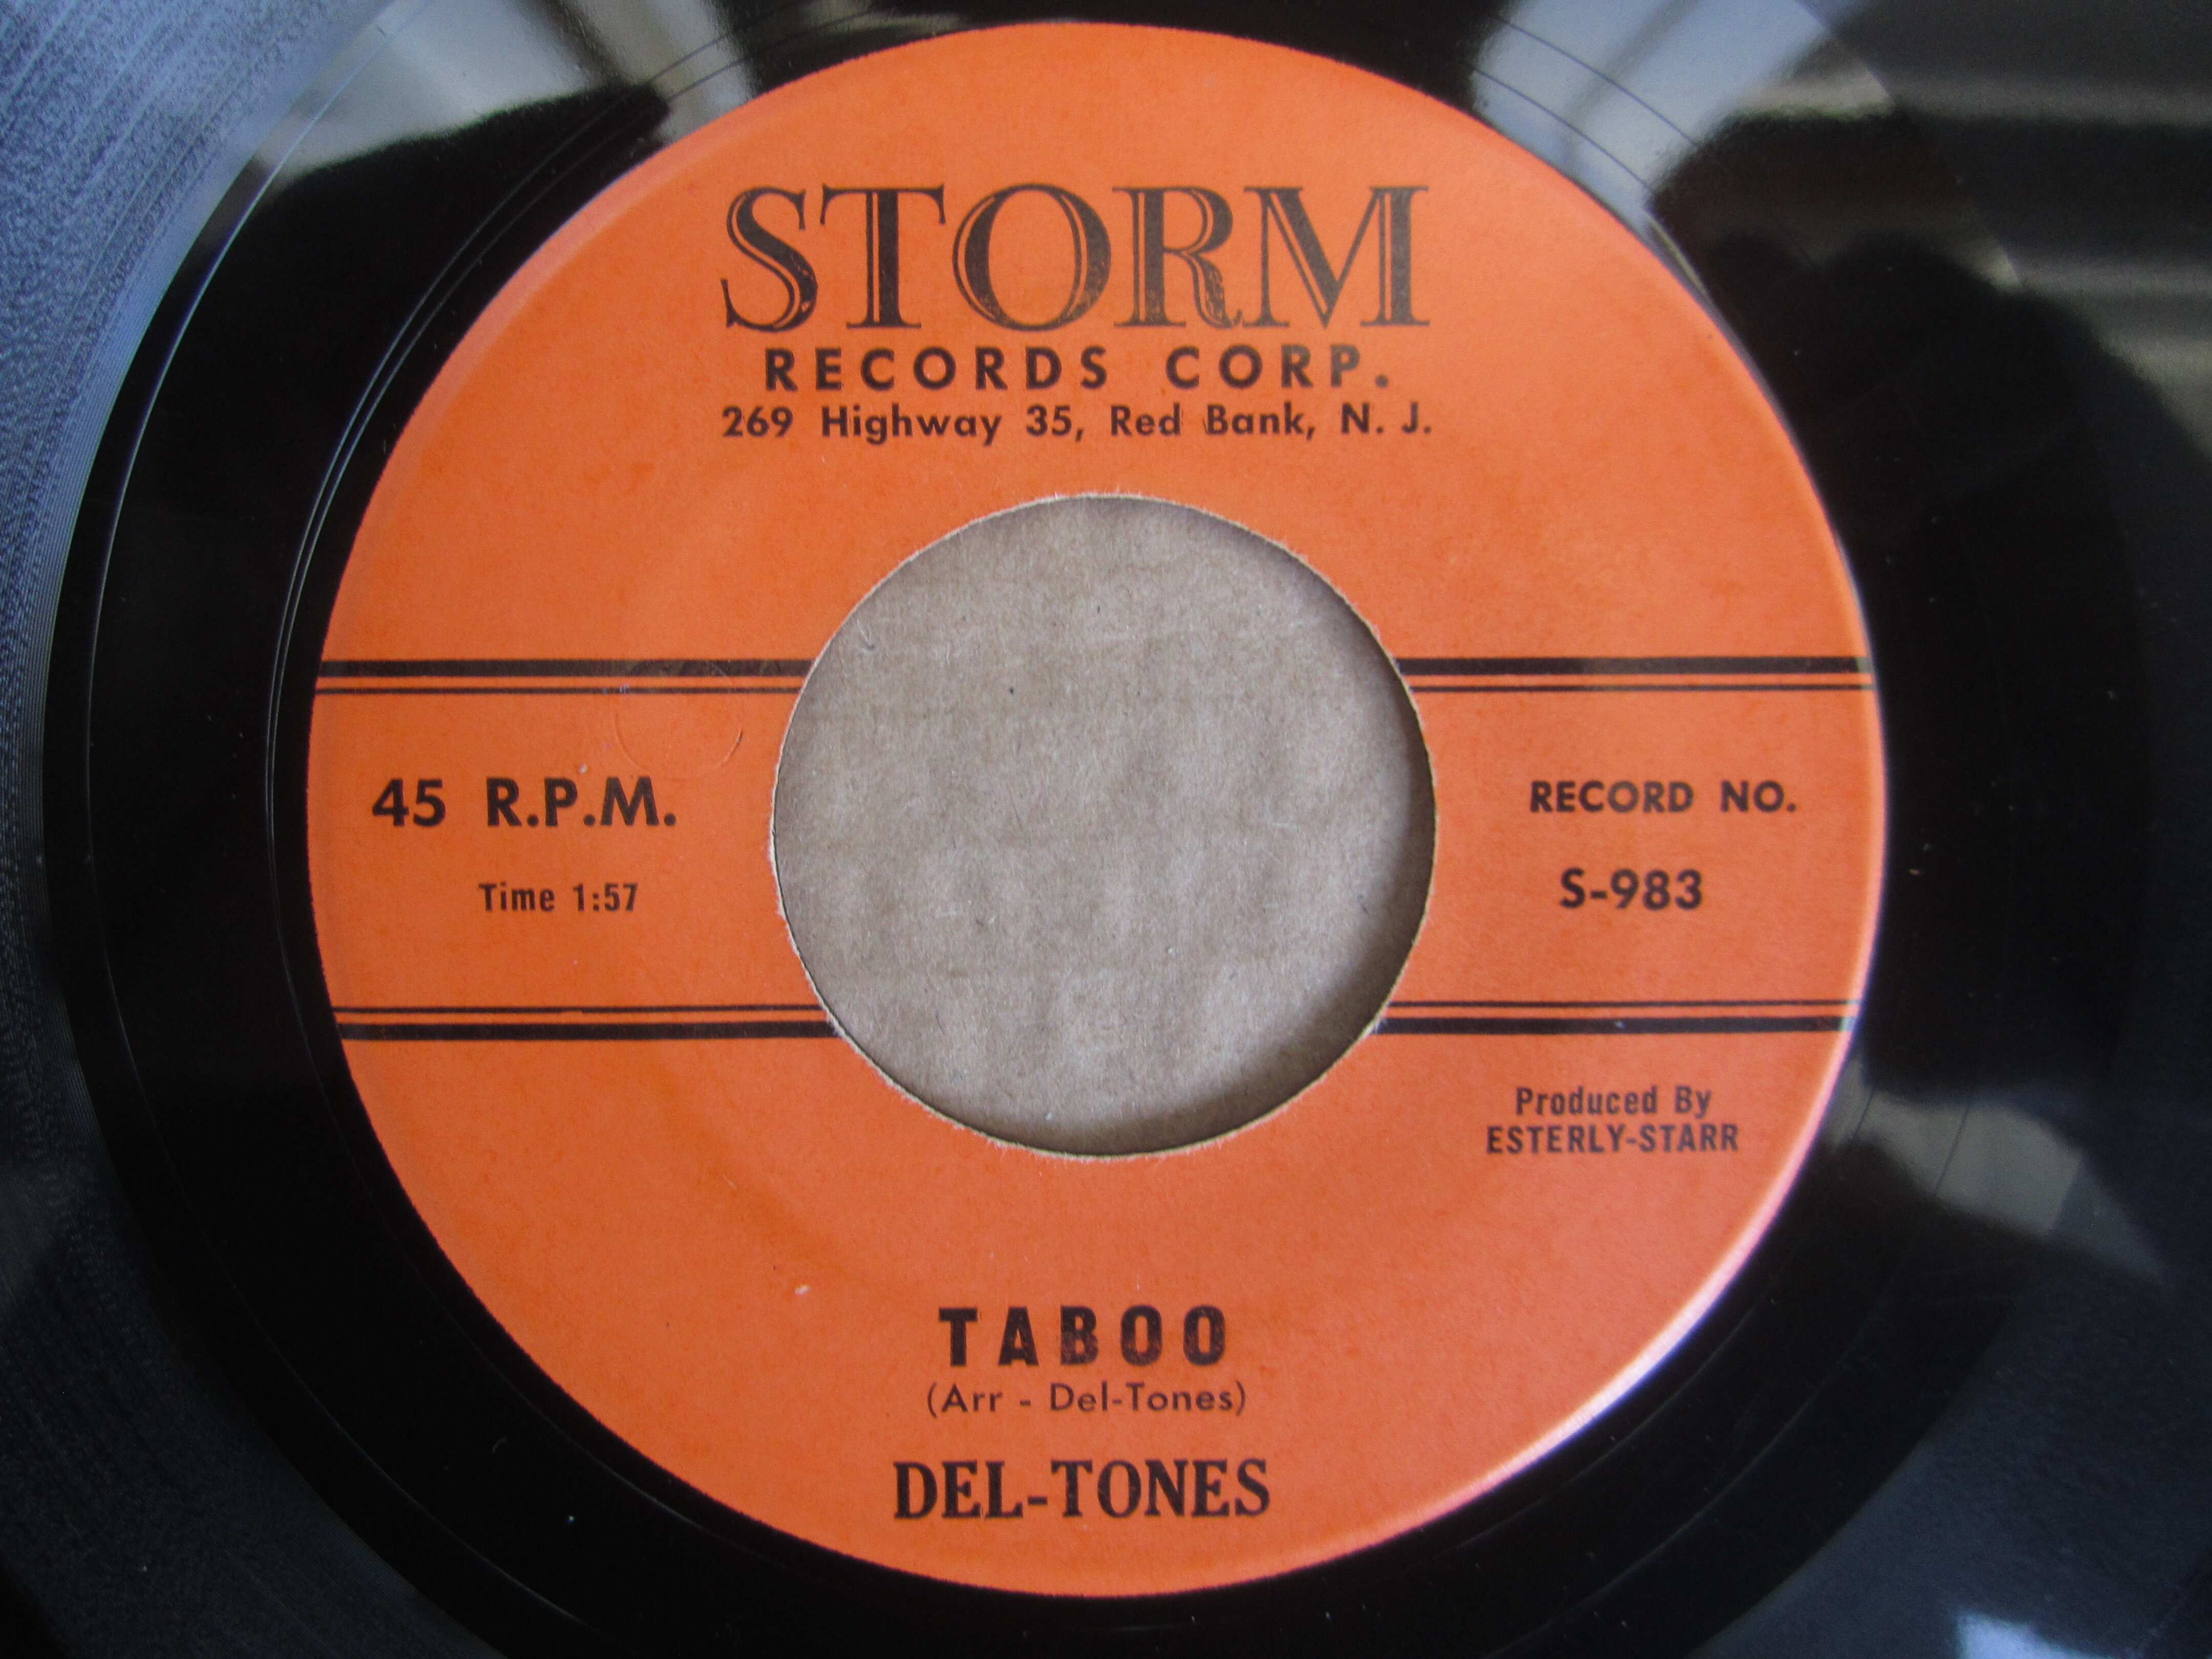 STORM
RECORDS CORP.
269 Highway 35, Red Bank, N. J.
45 R.P.M.
Time 1:57
RECORD NO.
S-983
Produced By
ESTERLY-STARR
TABOO
(Arr - Del-Tones)
DEL-TONES